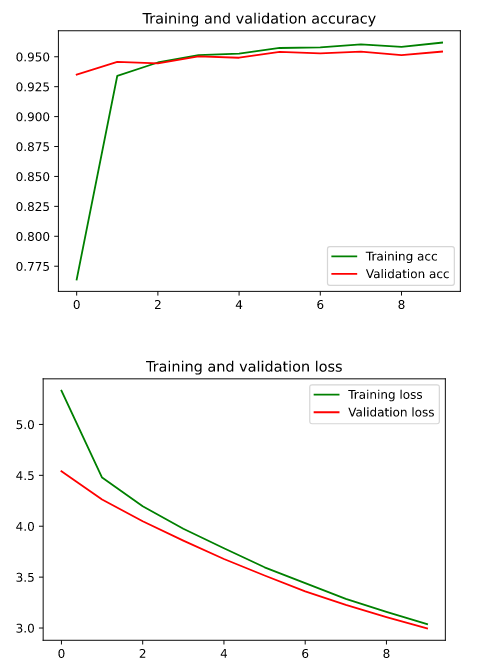 Training and validation accuracy
0.950
0.925
0.900
0.875
0.850
0.825
0.800
0.775
Training acc
Validation acc
0 2 4 6 8
Training and validation loss
Training loss
Validation loss
5.0
4.5
4.0
3.5
3.0
0 2 4 6 8